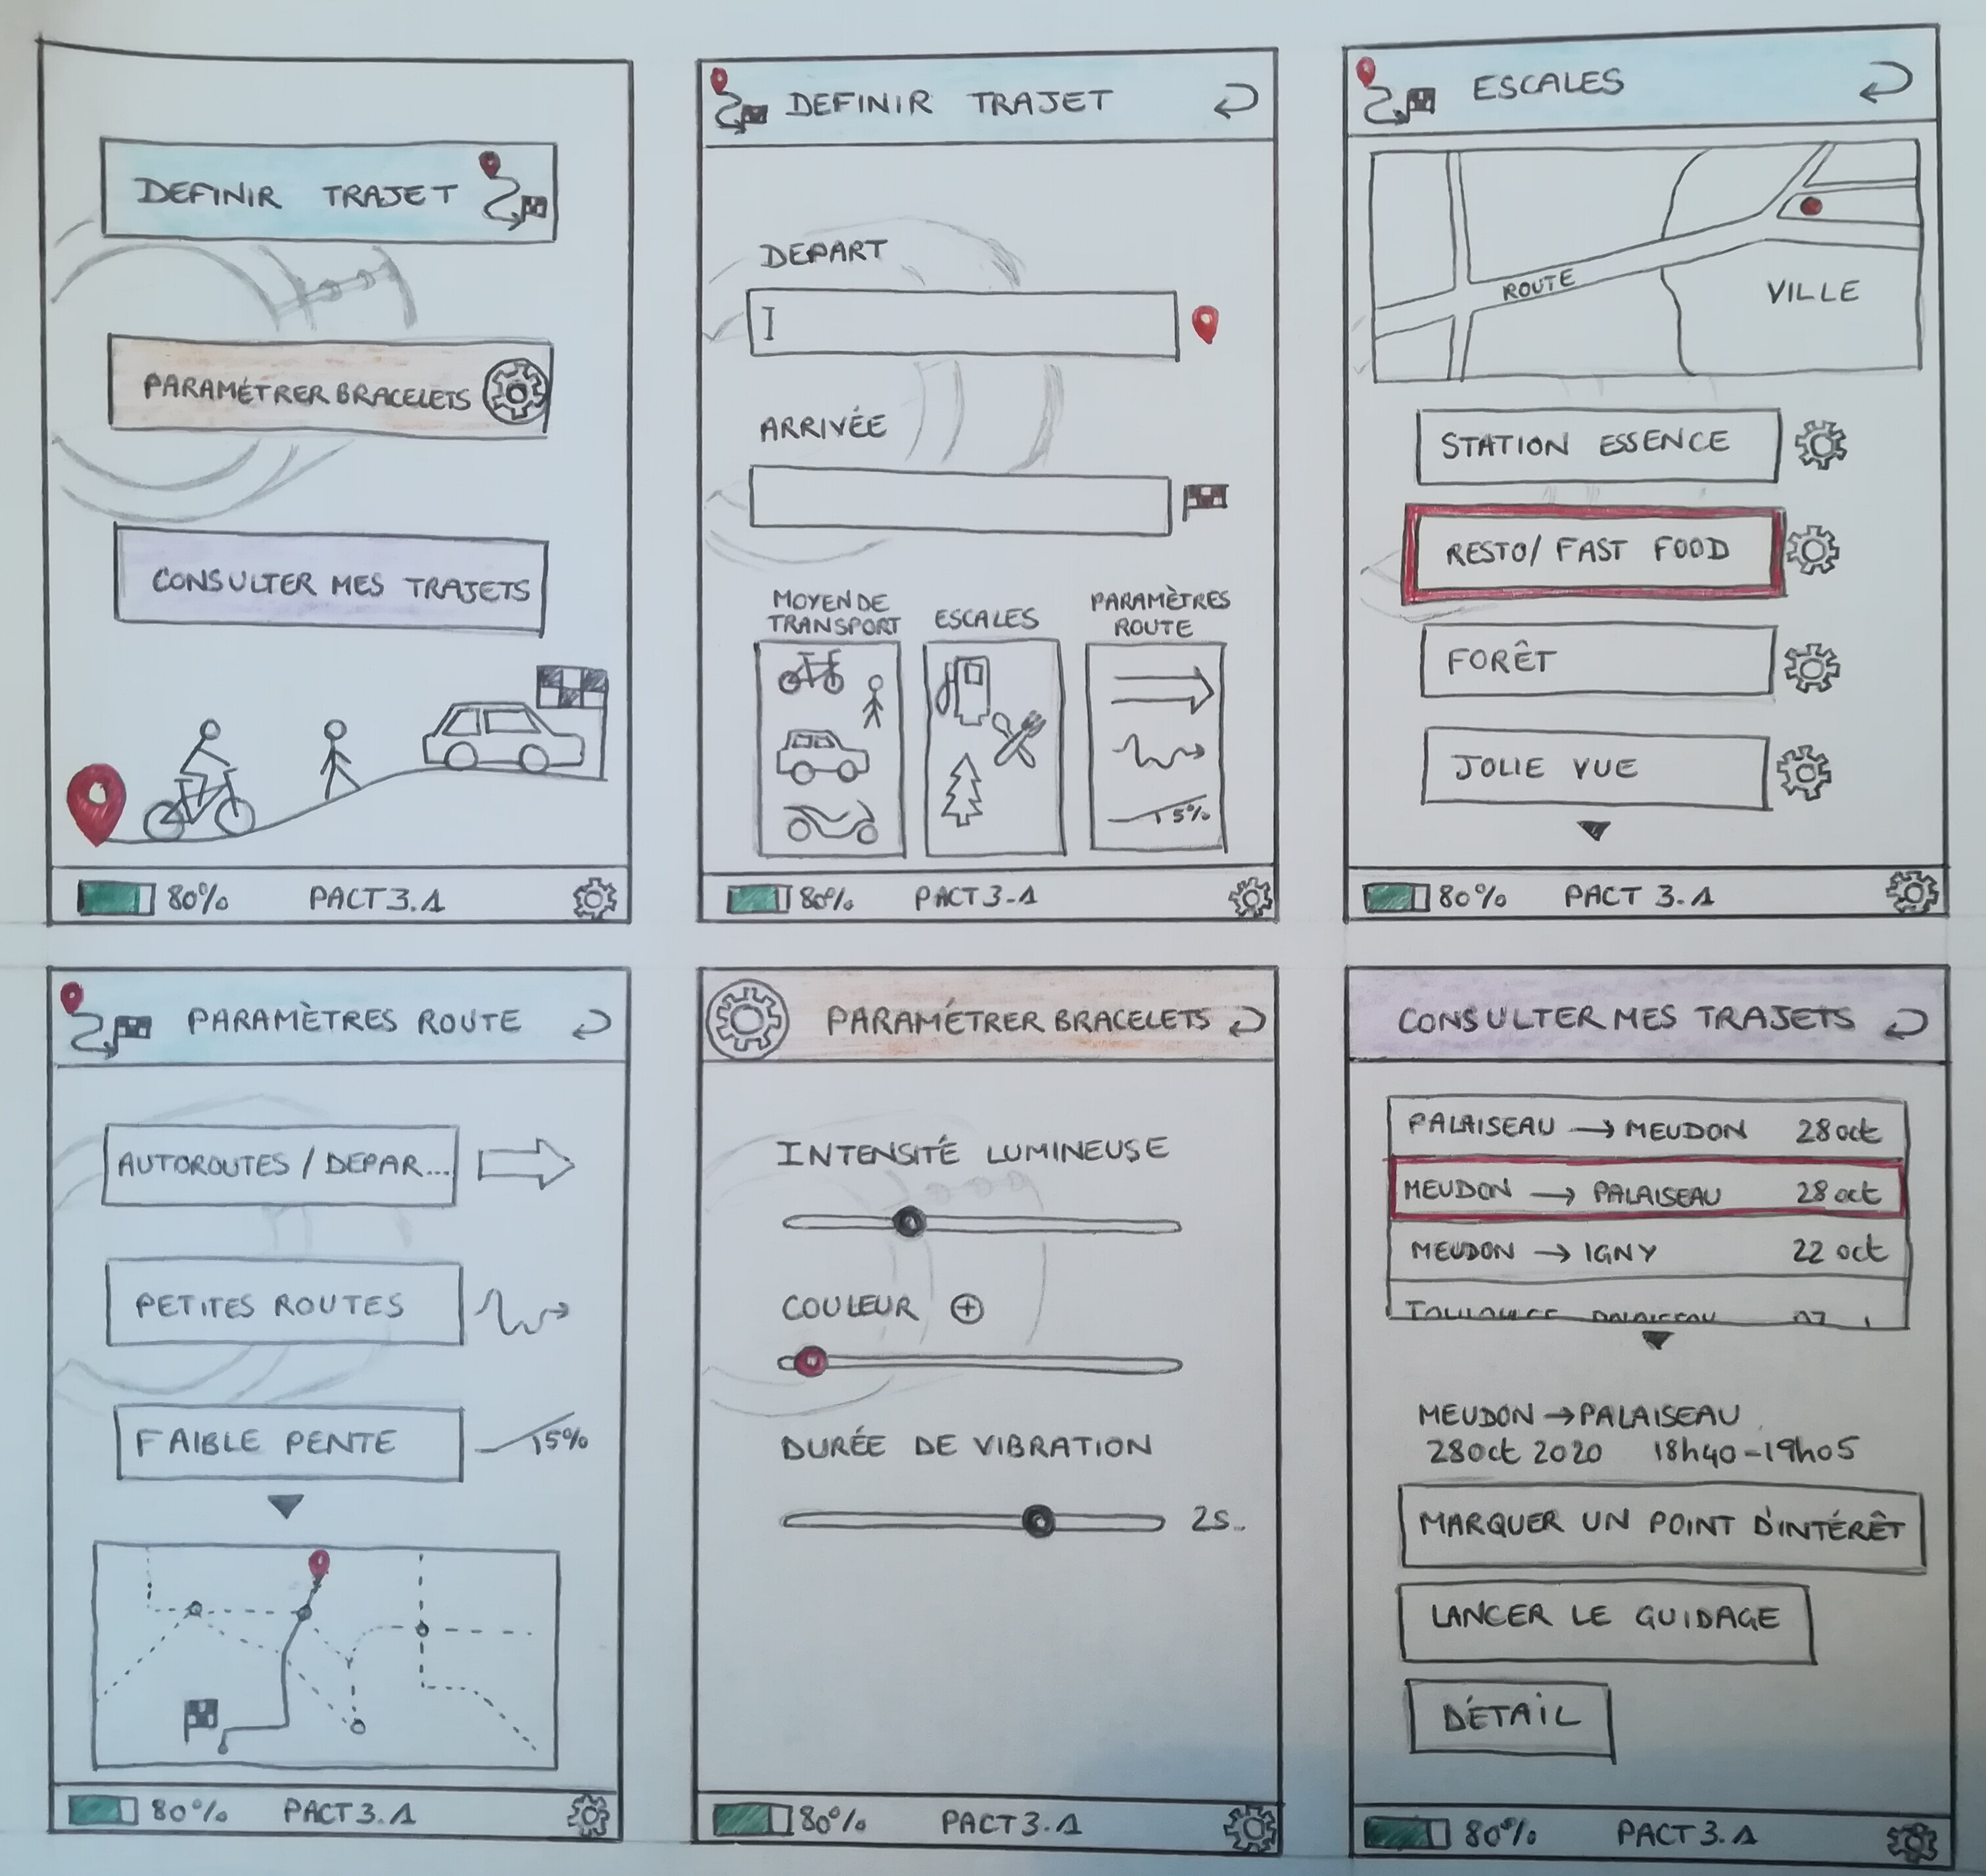 DEFINIR TRAJET
PARAMÉTRER BRACELETS
CONSULTER MES TRAJETS
80% PACT 3.1
DEFINIR TRAJET
DEPART
ARRIVÉE
MOYEN DE
TRANSPORT
ESCALES
PARAMÈTRES
ROUTE
5%
80% PACT 3.1
ESCALES
ROUTE
VILLE
STATION ESSENCE
RESTO/ FAST FOOD
FORÊT
JOLIE VUE
80% PACT 3.1
PARAMÈTRES ROUTE
AUTOROUTES / DEPAR...
PETITES ROUTES
FAIBLE PENTE
5%
80% PACT 3.1
PARAMÉTRER BRACELETS
INTENSITÉ LUMINEUSE
COULEUR +
DURÉE DE VIBRATION
2s.
80% PACT 3.1
CONSULTER MES TRAJETS
PALAISEAU → MEUDON 28 oct
MEUDON → PALAISEAU 28 oct
MEUDON → IGNY 22 oct
MEUDON → PALAISEAU
28 oct 2020 18h40 - 19h05
MARQUER UN POINT D'INTÉRÊT
LANCER LE GUIDAGE
DÉTAIL
80% PACT 3.1